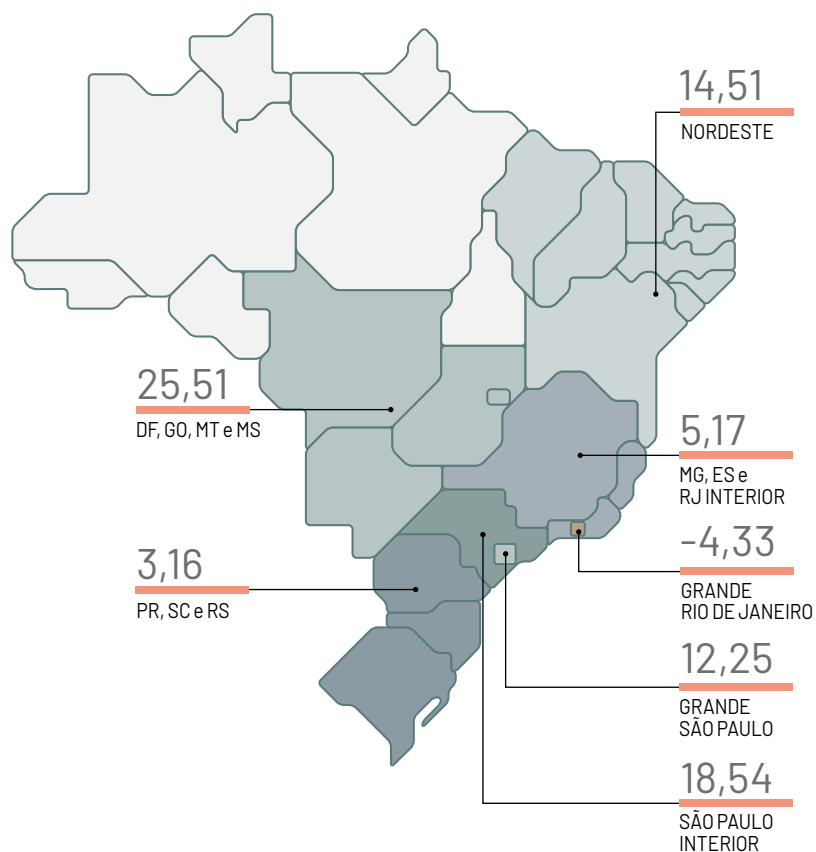 14,51
NORDESTE
25,51
DF, GO, MT e MS
5,17
MG, ES e
RJ INTERIOR
-4,33
GRANDE
RIO DE JANEIRO
3,16
PR, SC e RS
12,25
GRANDE
SÃO PAULO
18,54
SÃO PAULO
INTERIOR